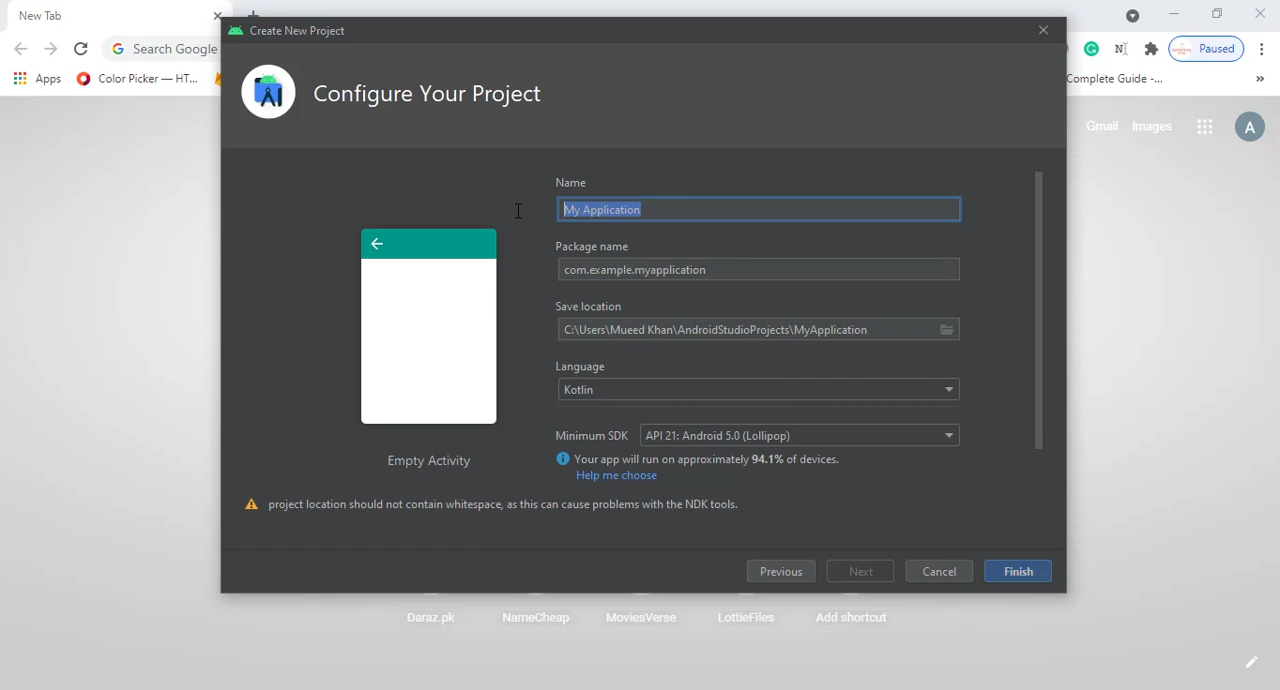 New Tab
Create New Project
Search Google
Paused
Apps
Color Picker — HT...
Complete Guide -...
Configure Your Project
Gmail
Images
A
Name
My Application
Package name
com.example.myapplication
Save location
C:\Users\Mueed Khan\AndroidStudioProjects\MyApplication
Language
Kotlin
Minimum SDK
API 21: Android 5.0 (Lollipop)
Your app will run on approximately 94.1% of devices.
Help me choose
Empty Activity
project location should not contain whitespace, as this can cause problems with the NDK tools.
Previous
Next
Cancel
Finish
Daraz.pk
NameCheap
MoviesVerse
LottieFiles
Add shortcut